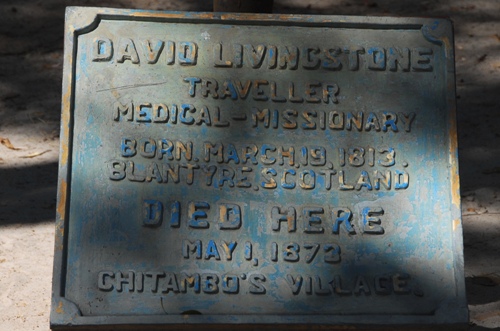 DAVID LIVINGSTONE
TRAVELLER
MEDICAL-MISSIONARY
BORN. MARCH.19, 1813.
BLANTYRE, SCOTLAND
DIED HERE
MAY 1, 1873
CHITAMBO'S VILLAGE.